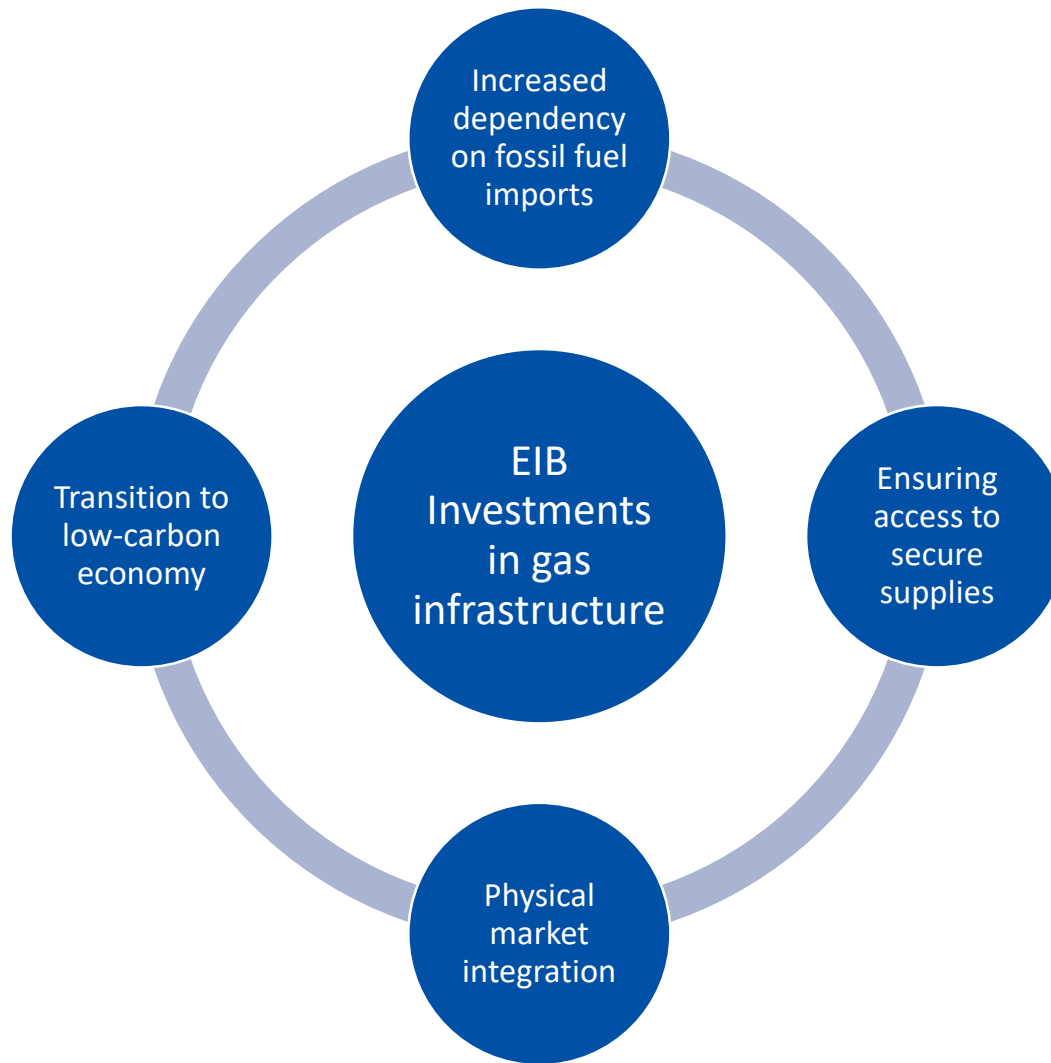 Increased
dependency
on fossil fuel
imports
Transition to
low-carbon
economy
EIB
Investments
in gas
infrastructure
Ensuring
access to
secure
supplies
Physical
market
integration